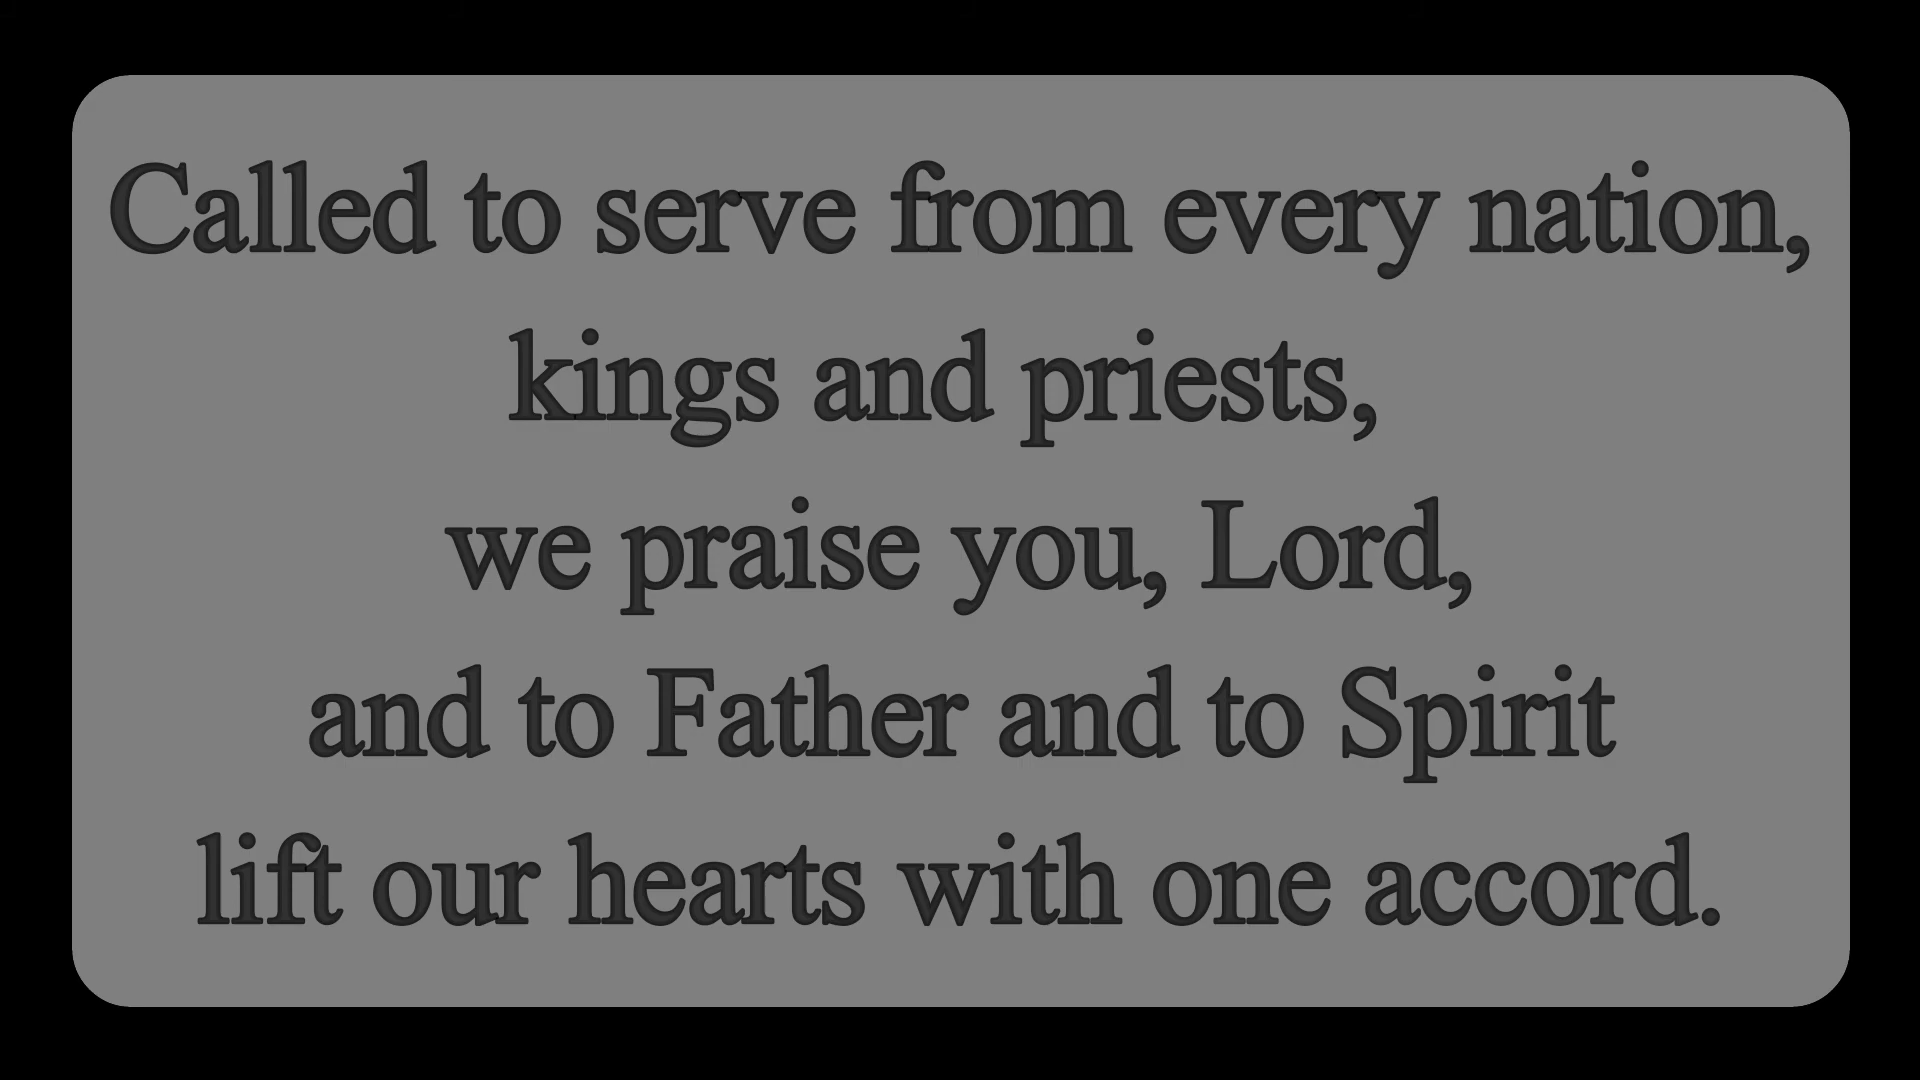 Called to serve from every nation,
kings and priests,
we praise you, Lord,
and to Father and to Spirit
lift our hearts with one accord.